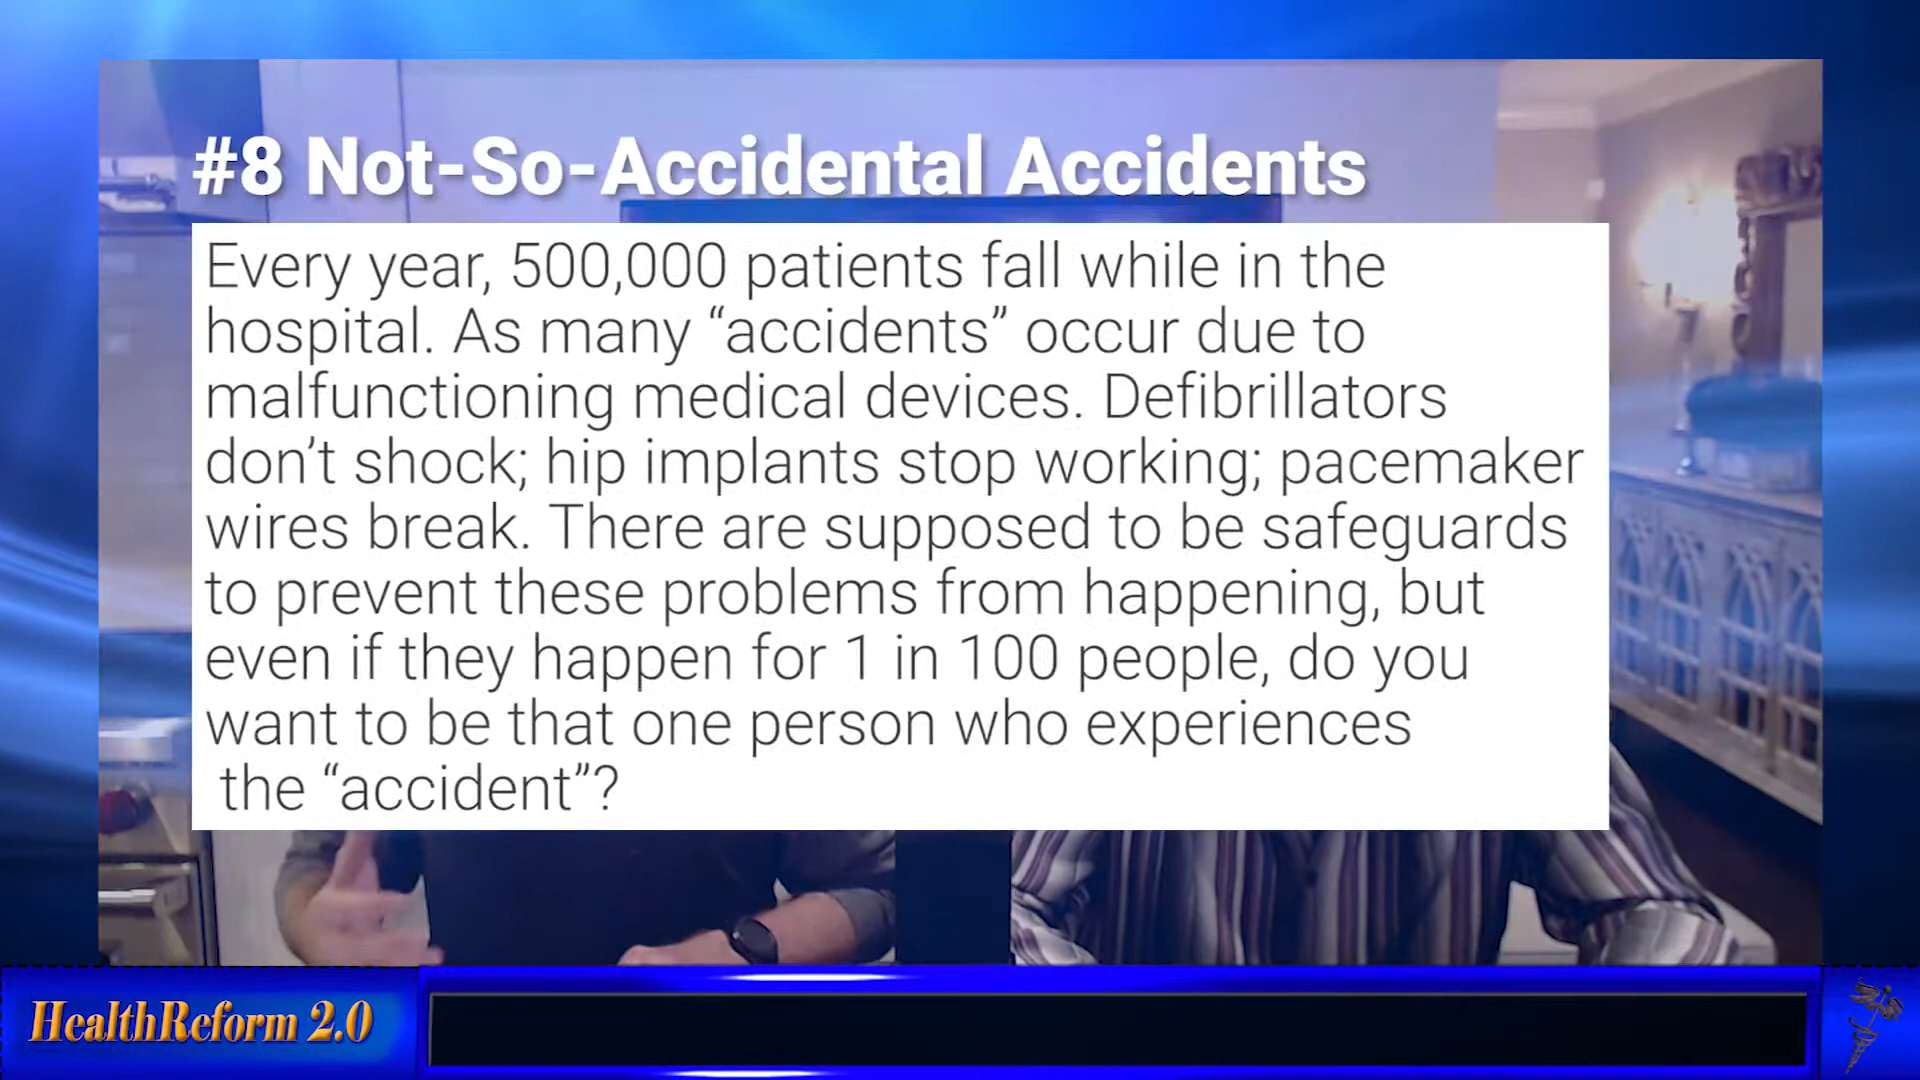 #8 Not-So-Accidental Accidents
Every year, 500,000 patients fall while in the
hospital. As many “accidents” occur due to
malfunctioning medical devices. Defibrillators
don’t shock; hip implants stop working; pacemaker
wires break. There are supposed to be safeguards
to prevent these problems from happening, but
even if they happen for 1 in 100 people, do you
want to be that one person who experiences
the “accident”?
HealthReform 2.0